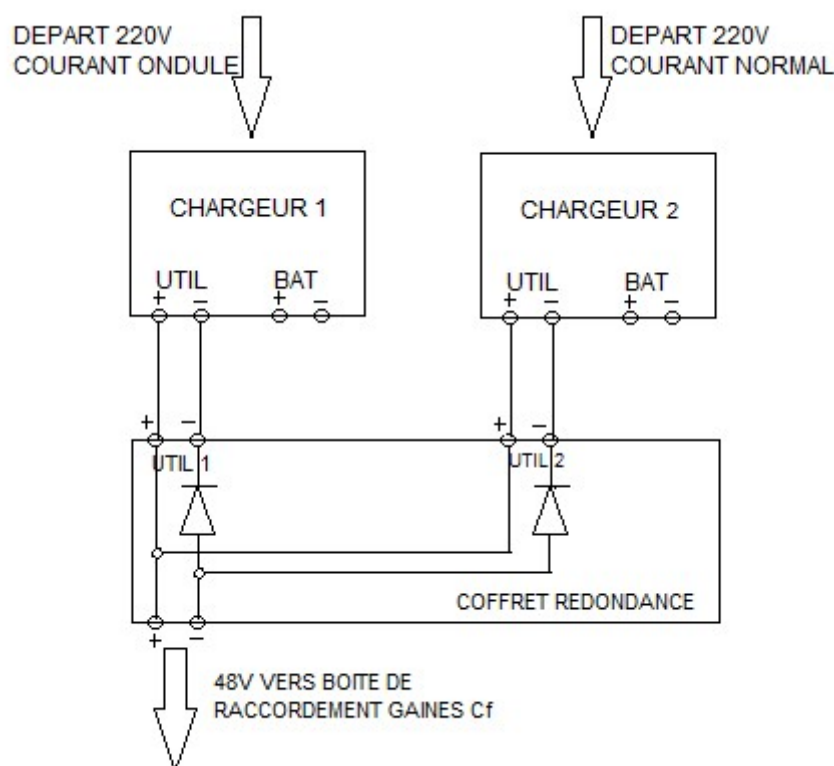 DEPART 220V
COURANT ONDULE
DEPART 220V
COURANT NORMAL
CHARGEUR 1
CHARGEUR 2
UTIL BAT
+ − + −
UTIL BAT
+ − + −
+ − + −
UTIL 1
UTIL 2
COFFRET REDONDANCE
+ −
48V VERS BOITE DE
RACCORDEMENT GAINES Cf